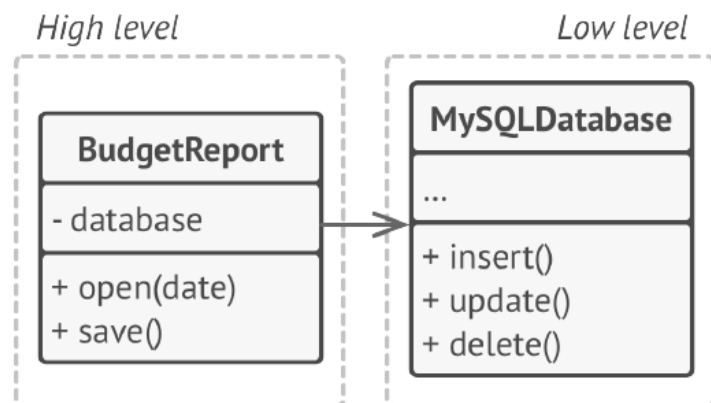 High level
Low level
BudgetReport
- database
+ open(date)
+ save()
MySQLDatabase
...
+ insert()
+ update()
+ delete()